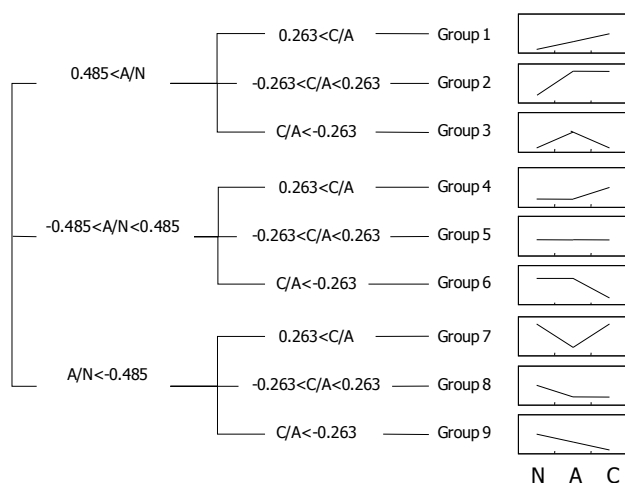 0.263<C/A Group 1
0.485<A/N -0.263<C/A<0.263 Group 2
C/A<-0.263 Group 3
0.263<C/A Group 4
-0.485<A/N<0.485 -0.263<C/A<0.263 Group 5
C/A<-0.263 Group 6
0.263<C/A Group 7
A/N<-0.485 -0.263<C/A<0.263 Group 8
C/A<-0.263 Group 9
N A C